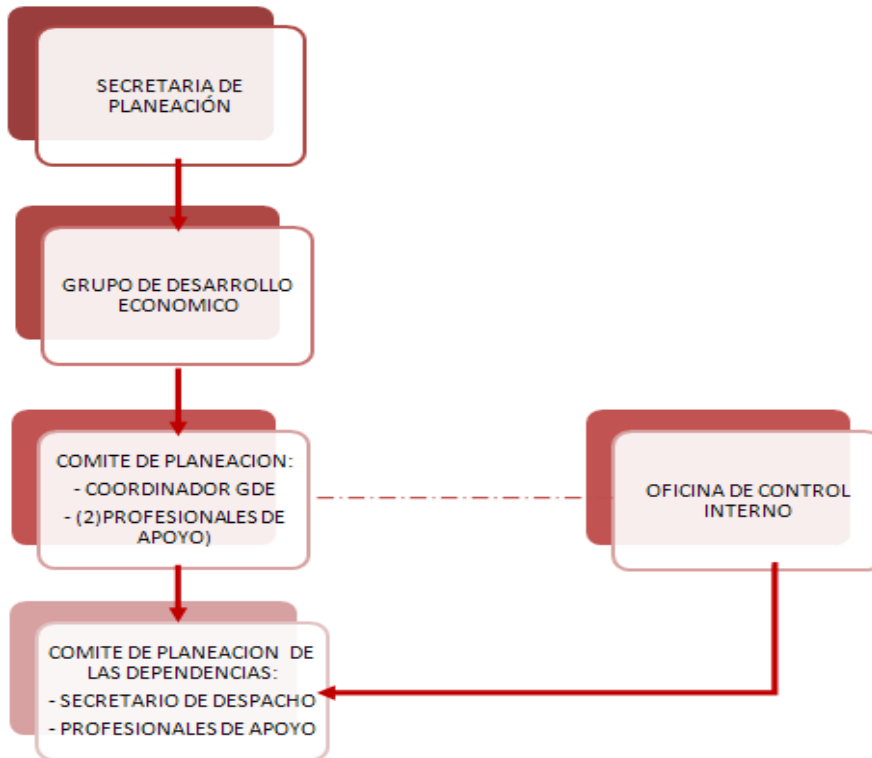 SECRETARIA DE
PLANEACIÓN
GRUPO DE DESARROLLO
ECONOMICO
COMITE DE PLANEACION:
- COORDINADOR GDE
- (2)PROFESIONALES DE
APOYO)
OFICINA DE CONTROL
INTERNO
COMITE DE PLANEACION DE
LAS DEPENDENCIAS:
- SECRETARIO DE DESPACHO
- PROFESIONALES DE APOYO